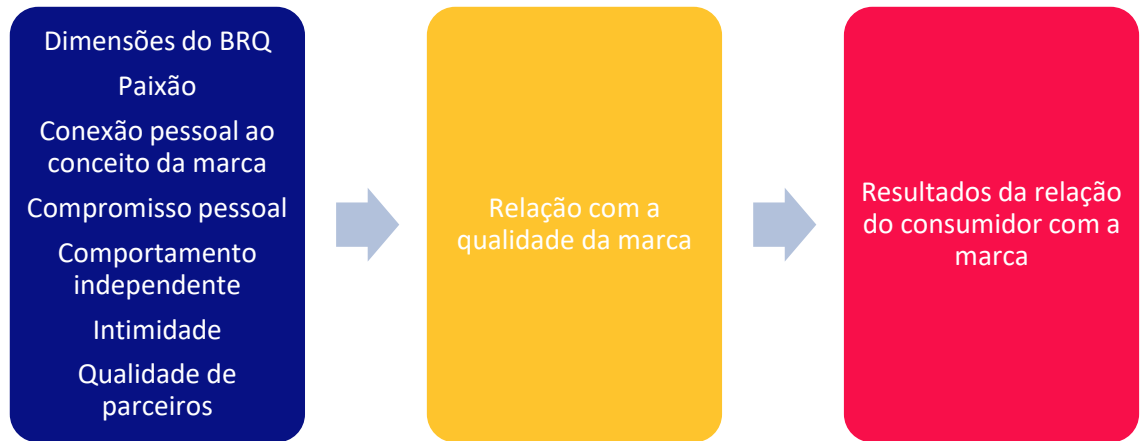 Dimensões do BRQ
Paixão
Conexão pessoal ao
conceito da marca
Compromisso pessoal
Comportamento
independente
Intimidade
Qualidade de
parceiros
Relação com a
qualidade da marca
Resultados da relação
do consumidor com a
marca